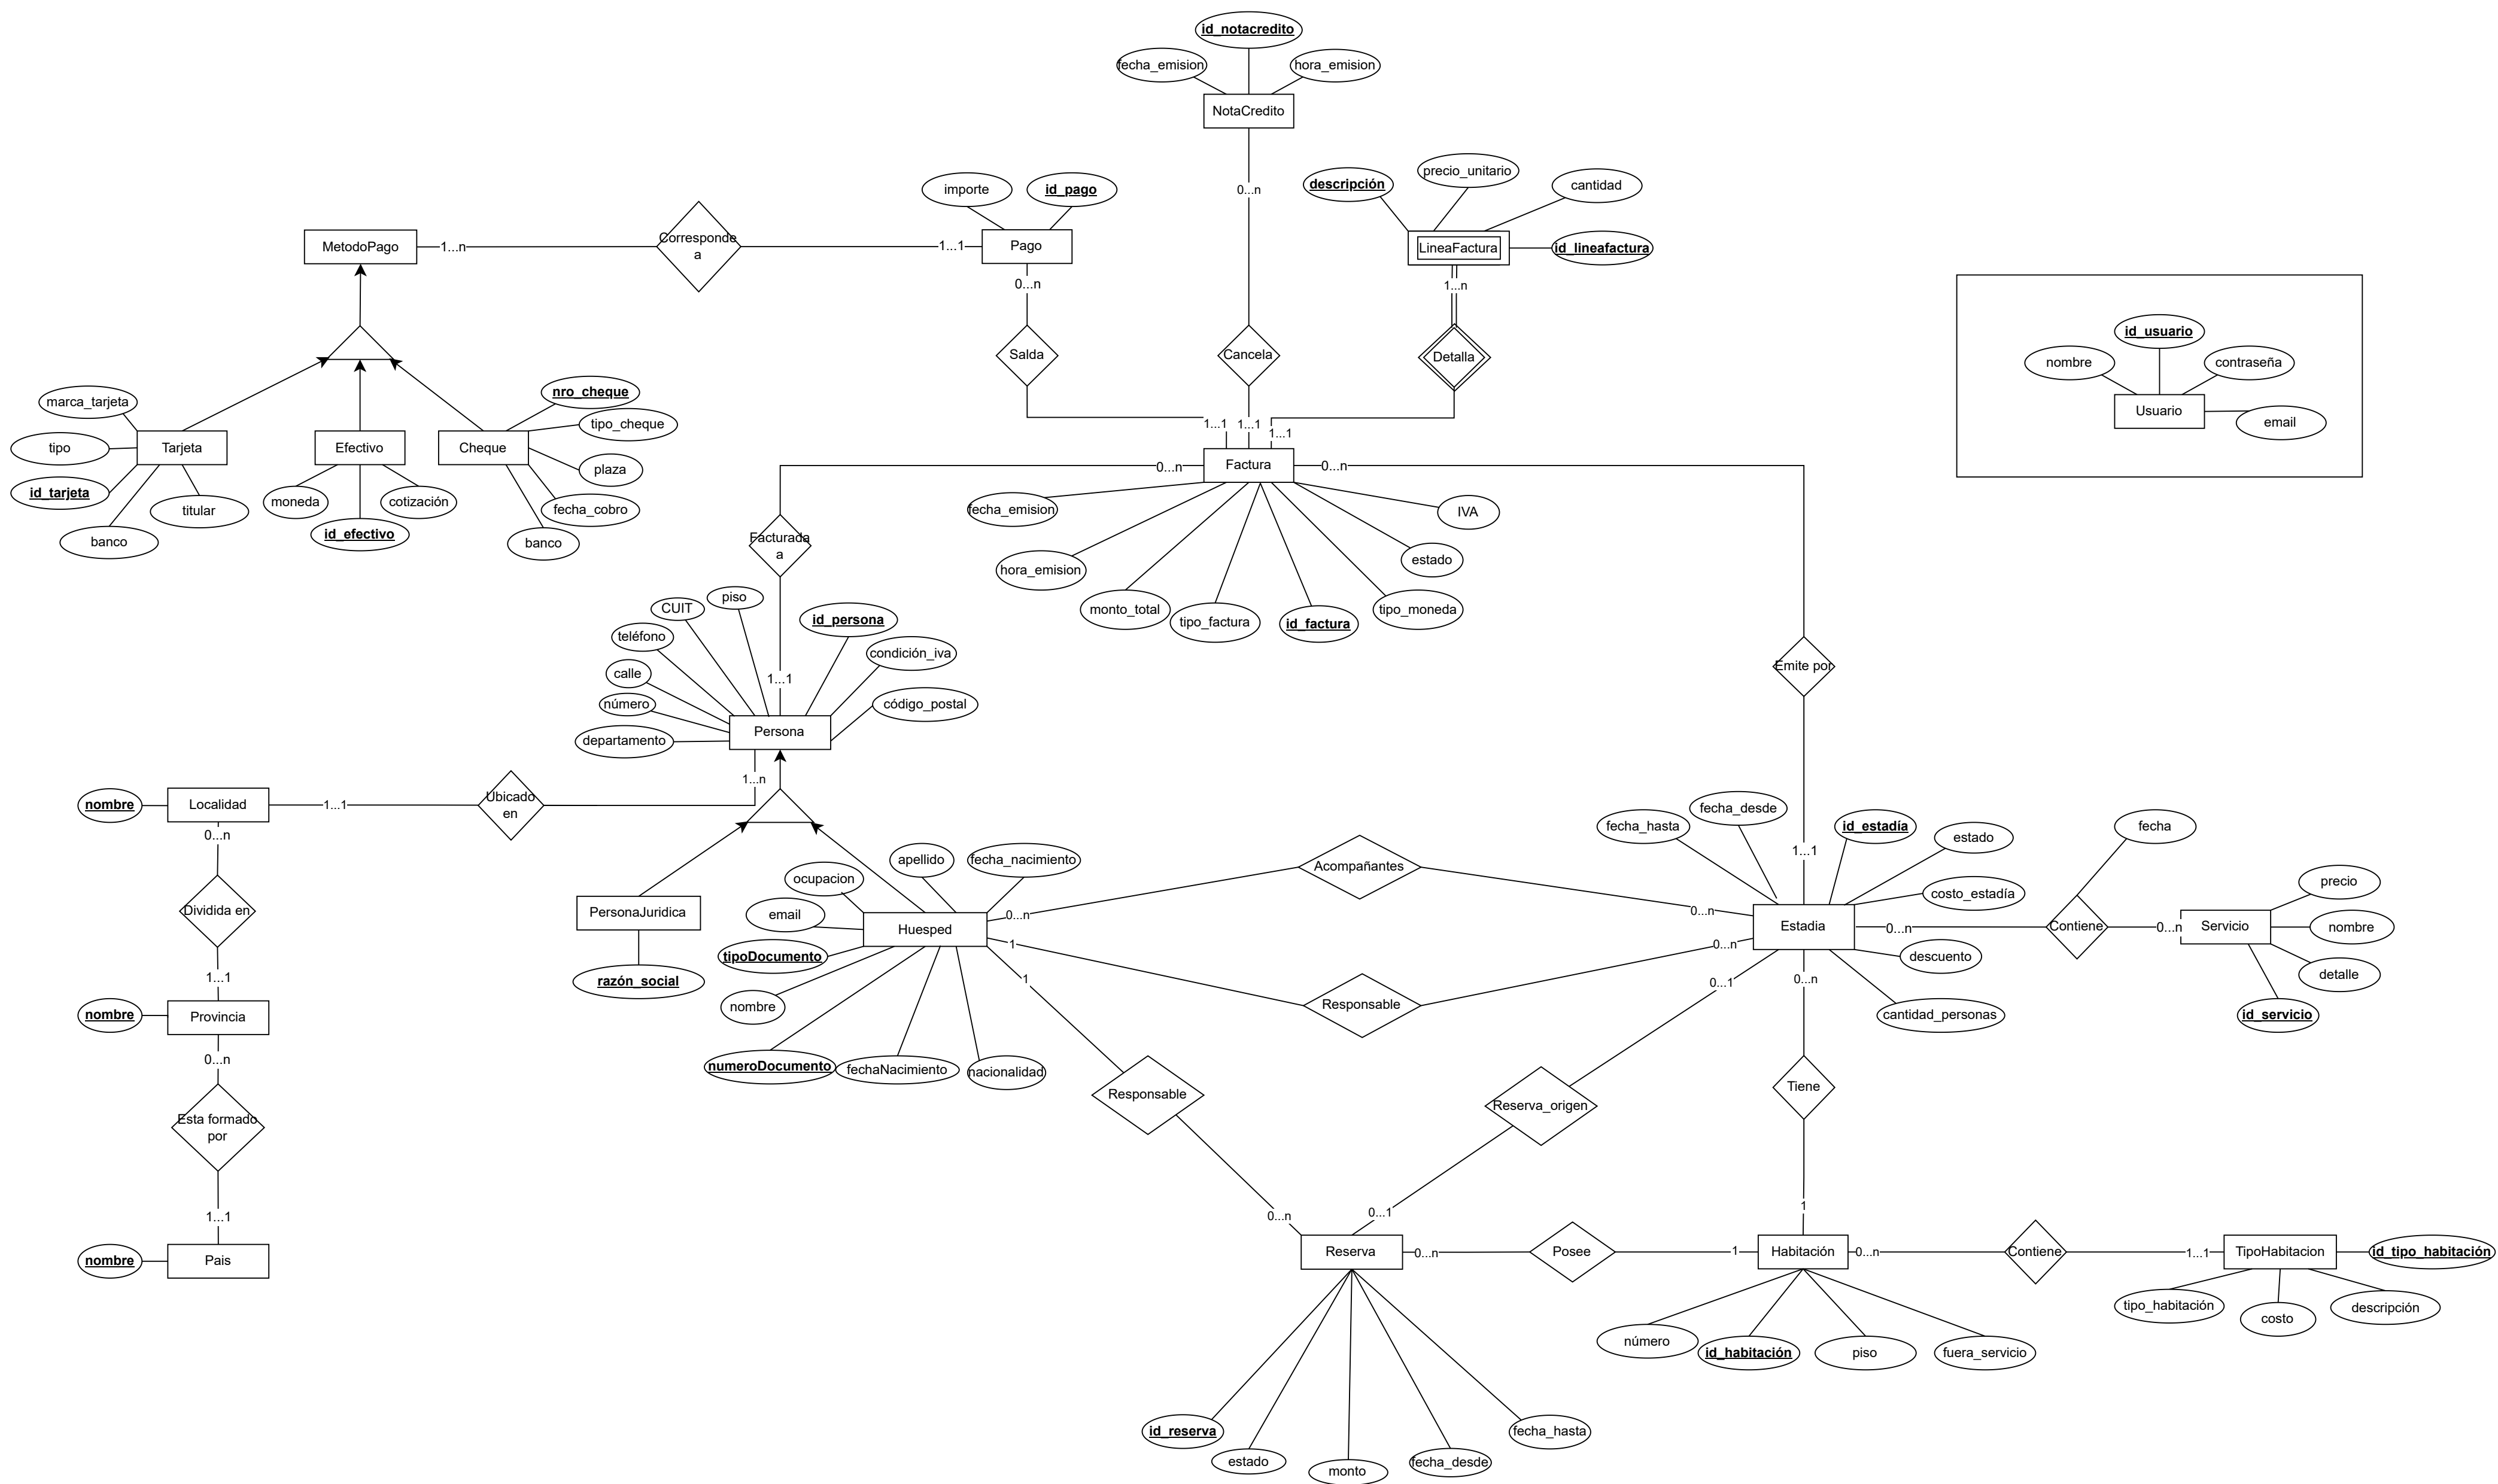 id_notacredito
fecha_emision
hora_emision
NotaCredito
0...n
importe
id_pago
descripción
precio_unitario
cantidad
MetodoPago
1...n
Corresponde
a
1...1
Pago
LineaFactura
id_lineafactura
0...n
1...n
id_usuario
nombre
contraseña
Usuario
email
Salda
Cancela
Detalla
marca_tarjeta
nro_cheque
tipo_cheque
tipo
Tarjeta
Efectivo
Cheque
plaza
id_tarjeta
titular
moneda
cotización
fecha_cobro
banco
id_efectivo
banco
1...1
1...1
1...1
0...n
Factura
0...n
fecha_emision
IVA
Facturada
a
hora_emision
estado
monto_total
tipo_factura
id_factura
tipo_moneda
CUIT
piso
id_persona
teléfono
condición_iva
calle
1...1
número
código_postal
departamento
Persona
Emite por
1...n
nombre
Localidad
1...1
Ubicado
en
0...n
Dividida en
1...1
nombre
Provincia
0...n
Esta formado
por
1...1
nombre
Pais
PersonaJuridica
razón_social
ocupacion
apellido
fecha_nacimiento
email
Huesped
tipoDocumento
nombre
numeroDocumento
fechaNacimiento
nacionalidad
0...n
Acompañantes
0...n
1
Responsable
0...n
1
Responsable
0...n
fecha_hasta
fecha_desde
id_estadía
estado
costo_estadía
1...1
Estadia
descuento
cantidad_personas
0...n
Contiene
fecha
0...n
Servicio
precio
nombre
detalle
id_servicio
0...1
Reserva_origen
0...1
0...n
Tiene
1
Reserva
0...n
Posee
1
Habitación
0...n
Contiene
1...1
TipoHabitacion
id_tipo_habitación
tipo_habitación
costo
descripción
número
id_habitación
piso
fuera_servicio
id_reserva
estado
monto
fecha_desde
fecha_hasta